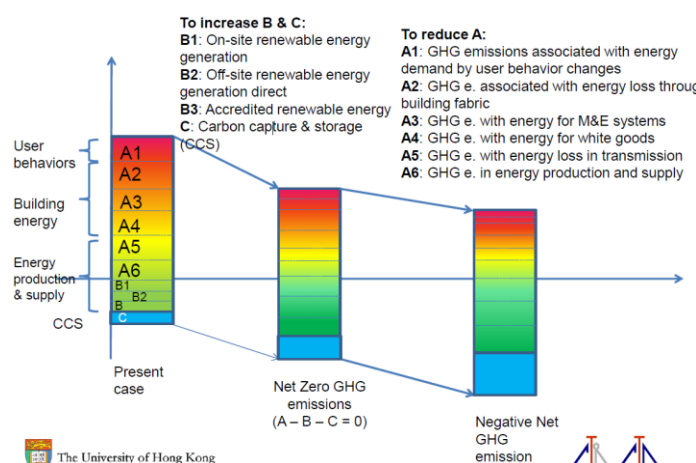 To increase B & C:
B1: On-site renewable energy
generation
B2: Off-site renewable energy
generation direct
B3: Accredited renewable energy
C: Carbon capture & storage
(CCS)
To reduce A:
A1: GHG emissions associated with energy
demand by user behavior changes
A2: GHG e. associated with energy loss throug
building fabric
A3: GHG e. with energy for M&E systems
A4: GHG e. with energy for white goods
A5: GHG e. with energy loss in transmission
A6: GHG e. in energy production and supply
User
behaviors
Building
energy
Energy
production
& supply
CCS
A1
A2
A3
A4
A5
A6
B1
B2
B
C
Present
case
Net Zero GHG
emissions
(A – B – C = 0)
Negative Net
GHG
emission
The University of Hong Kong